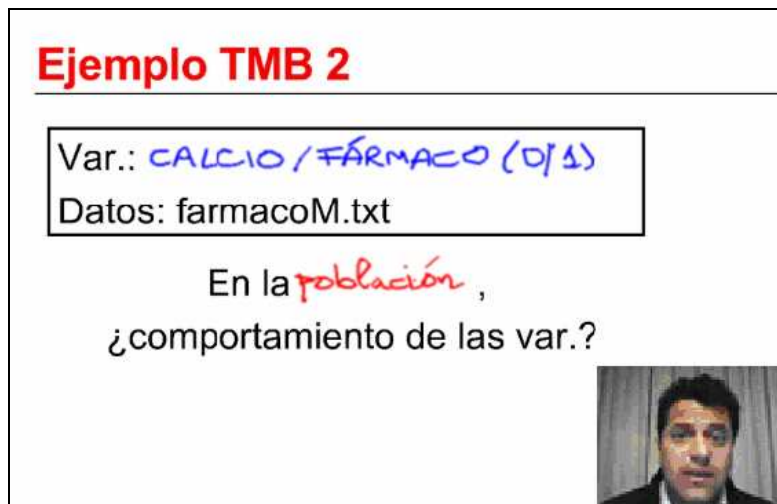 Ejemplo TMB 2
Var.: CALCIO / FÁRMACO (0/1)
Datos: farmacoM.txt
En la población ,
¿comportamiento de las var.?